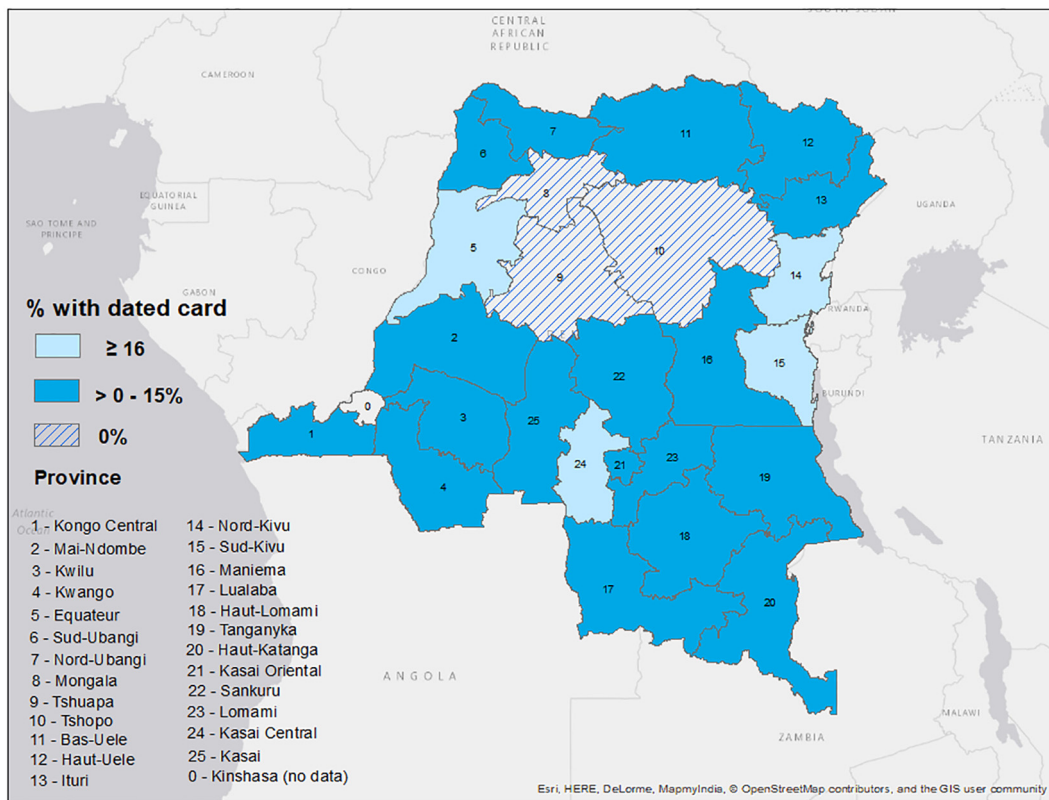 SOUTH SUDAN
CENTRAL
AFRICAN
REPUBLIC
CAMEROON
EQUATORIAL
GUINEA
SAO TOME AND
PRINCIPE
CONGO
GABON
UGANDA
RWANDA
BURUNDI
TANZANIA
ANGOLA
ZAMBIA
MALAWI
Atlantic
Ocean
7
11
12
6
8
13
5
9
10
14
2
22
16
15
0
1
3
25
24
21
23
19
4
18
17
20
% with dated card
≥ 16
> 0 - 15%
0%
Province
1 - Kongo Central
2 - Mai-Ndombe
3 - Kwilu
4 - Kwango
5 - Equateur
6 - Sud-Ubangi
7 - Nord-Ubangi
8 - Mongala
9 - Tshuapa
10 - Tshopo
11 - Bas-Uele
12 - Haut-Uele
13 - Ituri
14 - Nord-Kivu
15 - Sud-Kivu
16 - Maniema
17 - Lualaba
18 - Haut-Lomami
19 - Tanganyka
20 - Haut-Katanga
21 - Kasai Oriental
22 - Sankuru
23 - Lomami
24 - Kasai Central
25 - Kasai
0 - Kinshasa (no data)
Esri, HERE, DeLorme, MapmyIndia, © OpenStreetMap contributors, and the GIS user community